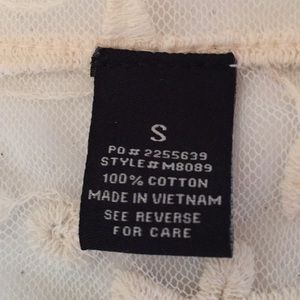 S
PO# 2255639
STYLE# M8089
100% COTTON
MADE IN VIETNAM
SEE REVERSE
FOR CARE